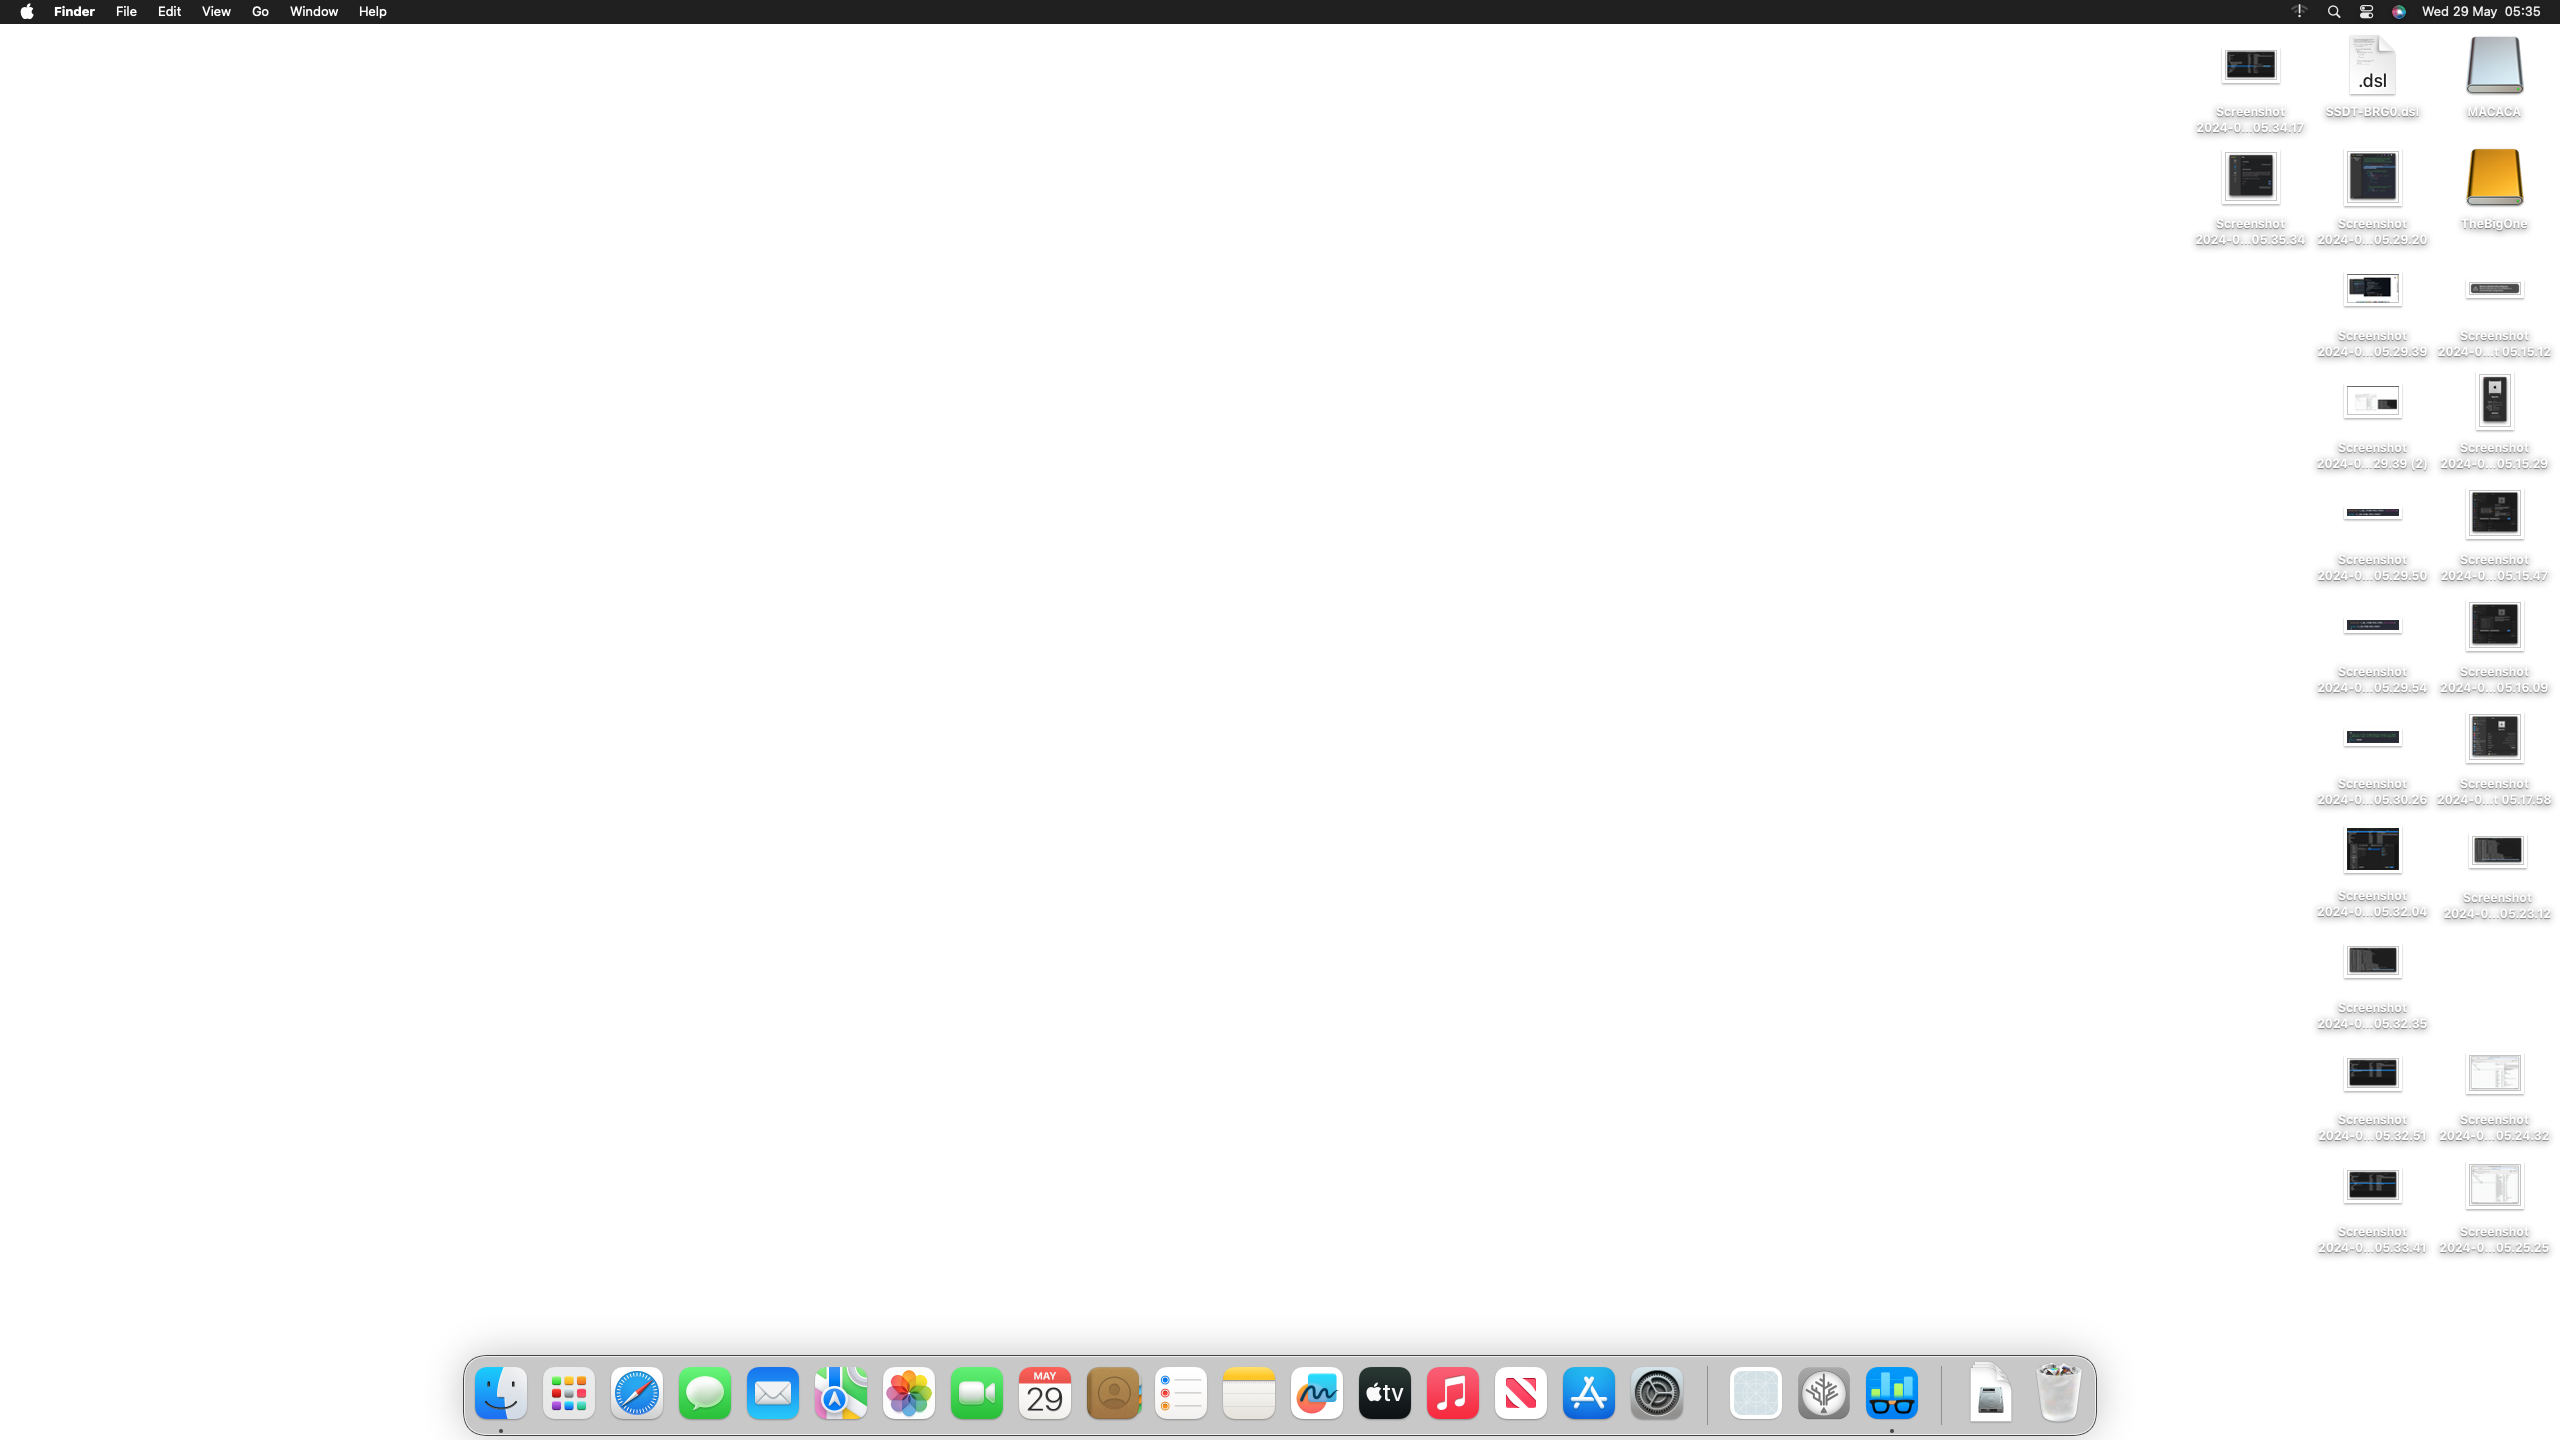 Finder File Edit View Go Window Help
Wed 29 May 05:35
Screenshot
2024-0...05.34.17
.dsl
SSDT-BRG0.dsl
MACACA
Screenshot
2024-0...05.35.34
Screenshot
2024-0...05.29.20
TheBigOne
Screenshot
2024-0...05.29.39
Screenshot
2024-0...t 05.15.12
Screenshot
2024-0...29.39 (2)
Screenshot
2024-0...05.15.29
Screenshot
2024-0...05.29.50
Screenshot
2024-0...05.15.47
Screenshot
2024-0...05.29.54
Screenshot
2024-0...05.16.09
Screenshot
2024-0...05.30.26
Screenshot
2024-0...t 05.17.58
Screenshot
2024-0...05.32.04
Screenshot
2024-0...05.23.12
Screenshot
2024-0...05.32.35
Screenshot
2024-0...05.32.51
Screenshot
2024-0...05.24.32
Screenshot
2024-0...05.33.41
Screenshot
2024-0...05.25.25
MAY
29
tv